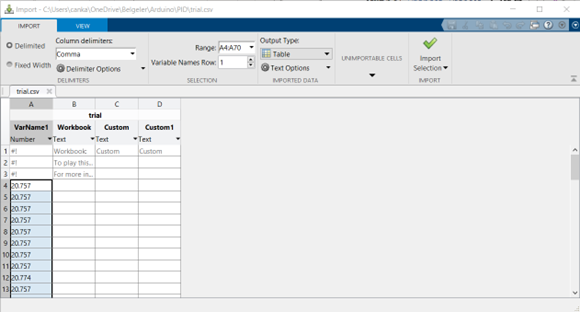 Import - C:\Users\canka\OneDrive\Belgeler\Arduino\PID\trial.csv
IMPORT VIEW
Delimited
Fixed Width
Column delimiters:
Comma
Delimiter Options
DELIMITERS
Range: A4:A70
Variable Names Row: 1
SELECTION
Output Type:
Table
Text Options
IMPORTED DATA
UNIMPORTABLE CELLS
Import
Selection
IMPORT
trial.csv
A B C D
trial
VarName1 Workbook Custom Custom1
Number Text Text Text
1 #! Workbook: Custom Custom
2 #! To play this...
3 #! For more in...
4 20.757
5 20.757
6 20.757
7 20.757
8 20.757
9 20.757
10 20.757
11 20.757
12 20.774
13 20.757